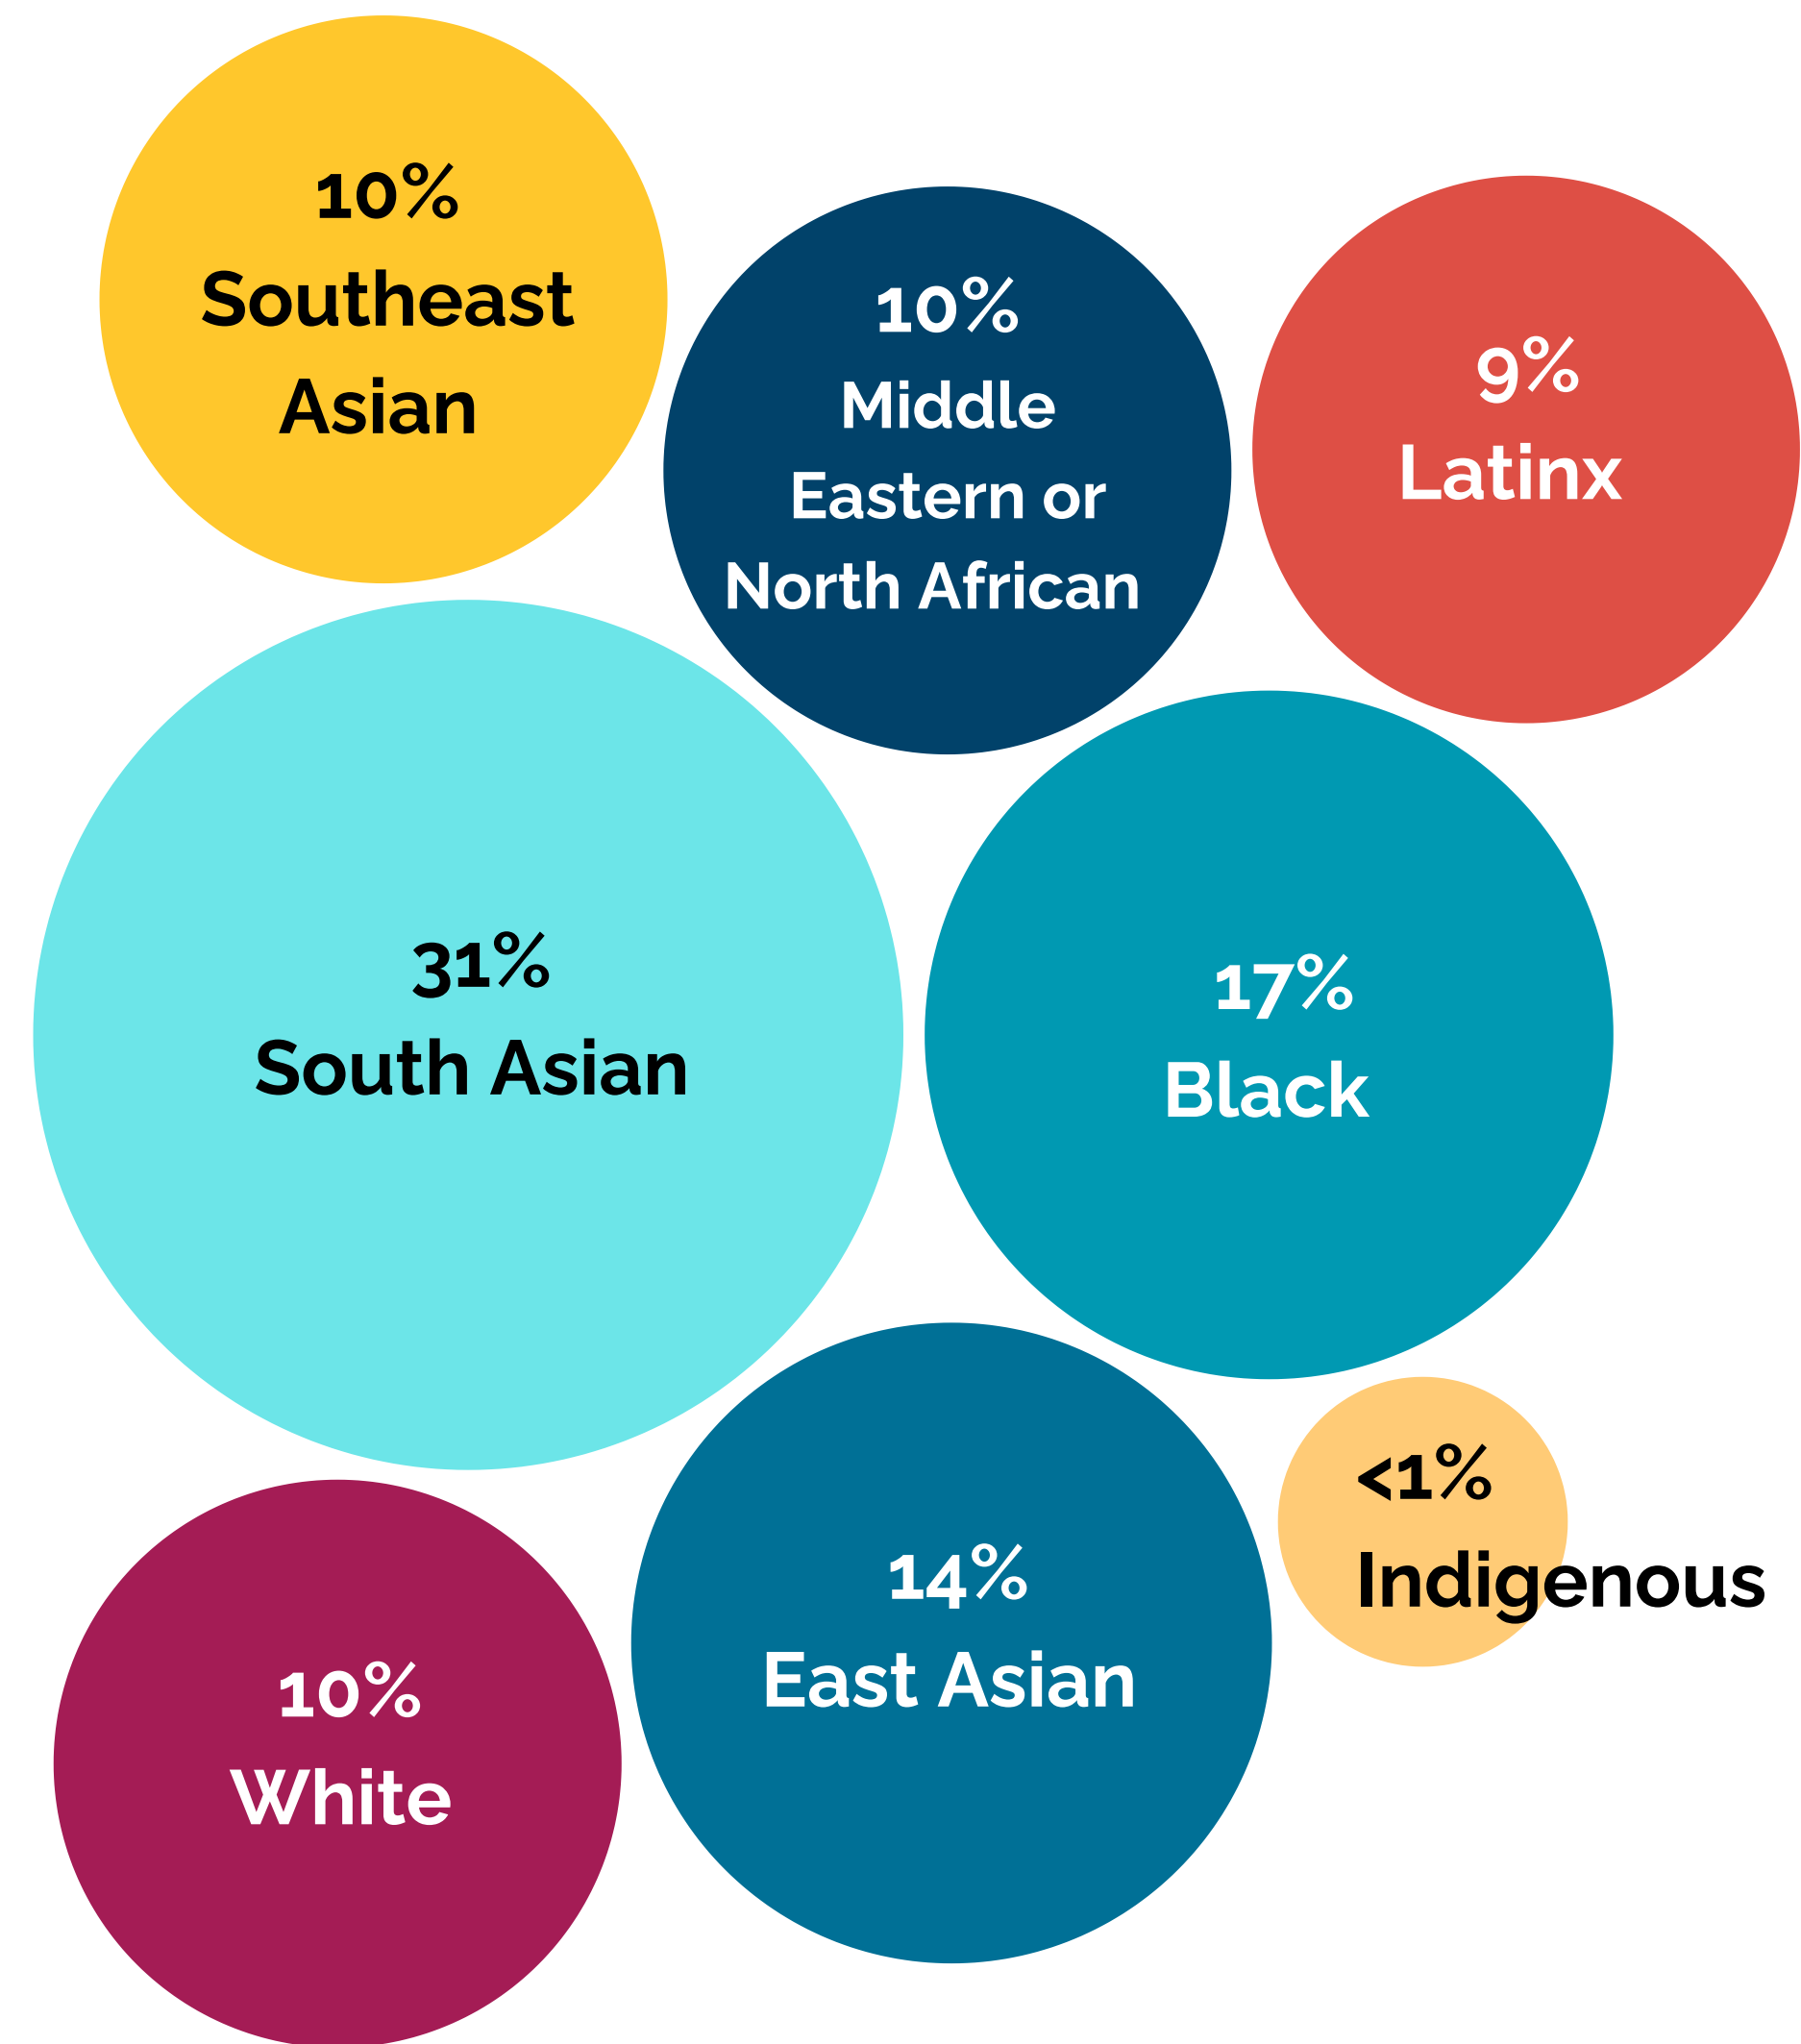 10%
Southeast
Asian
10%
Middle
Eastern or
North African
9%
Latinx
31%
South Asian
17%
Black
<1%
Indigenous
14%
East Asian
10%
White